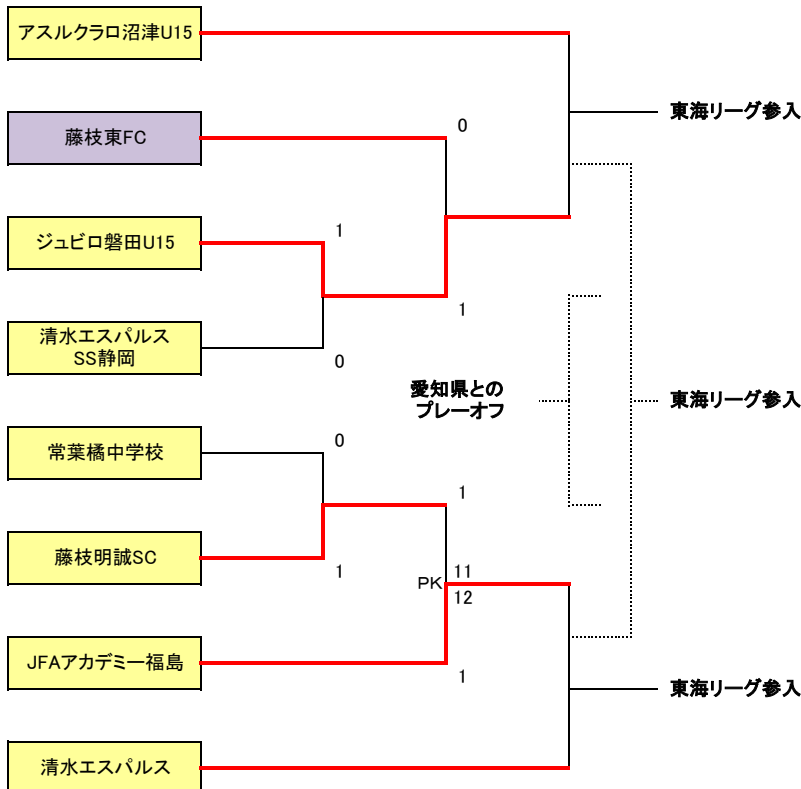 アスルクラロ沼津U15
東海リーグ参入
藤枝東FC
0
ジュビロ磐田U15
1
1
清水エスパルス
SS静岡
0
愛知県との
プレーオフ
東海リーグ参入
常葉橘中学校
0
1
藤枝明誠SC
1
PK
11
12
JFAアカデミー福島
1
東海リーグ参入
清水エスパルス